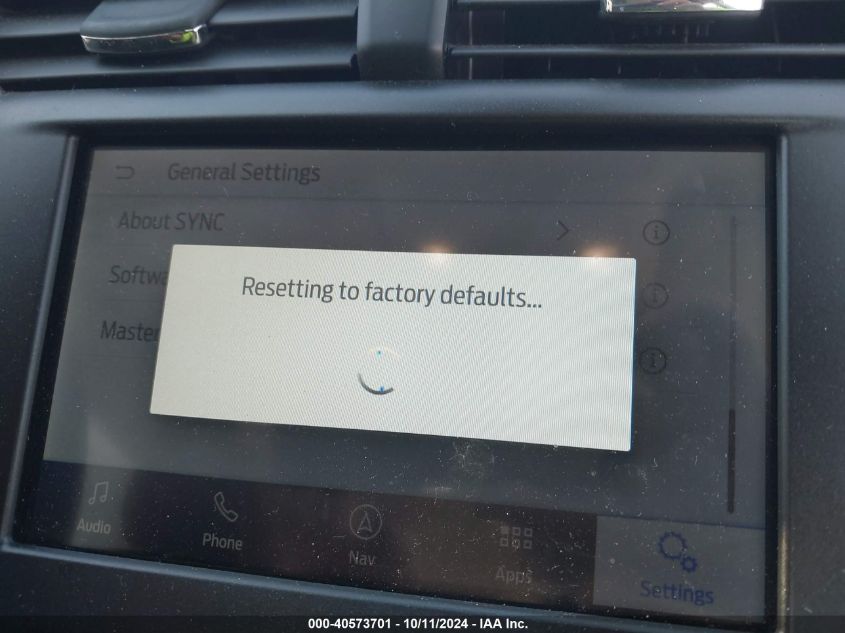 General Settings
About SYNC
Softwa
Resetting to factory defaults...
Master
Audio
Phone
Nav
Apps
Settings
000-40573701 - 10/11/2024 - IAA Inc.